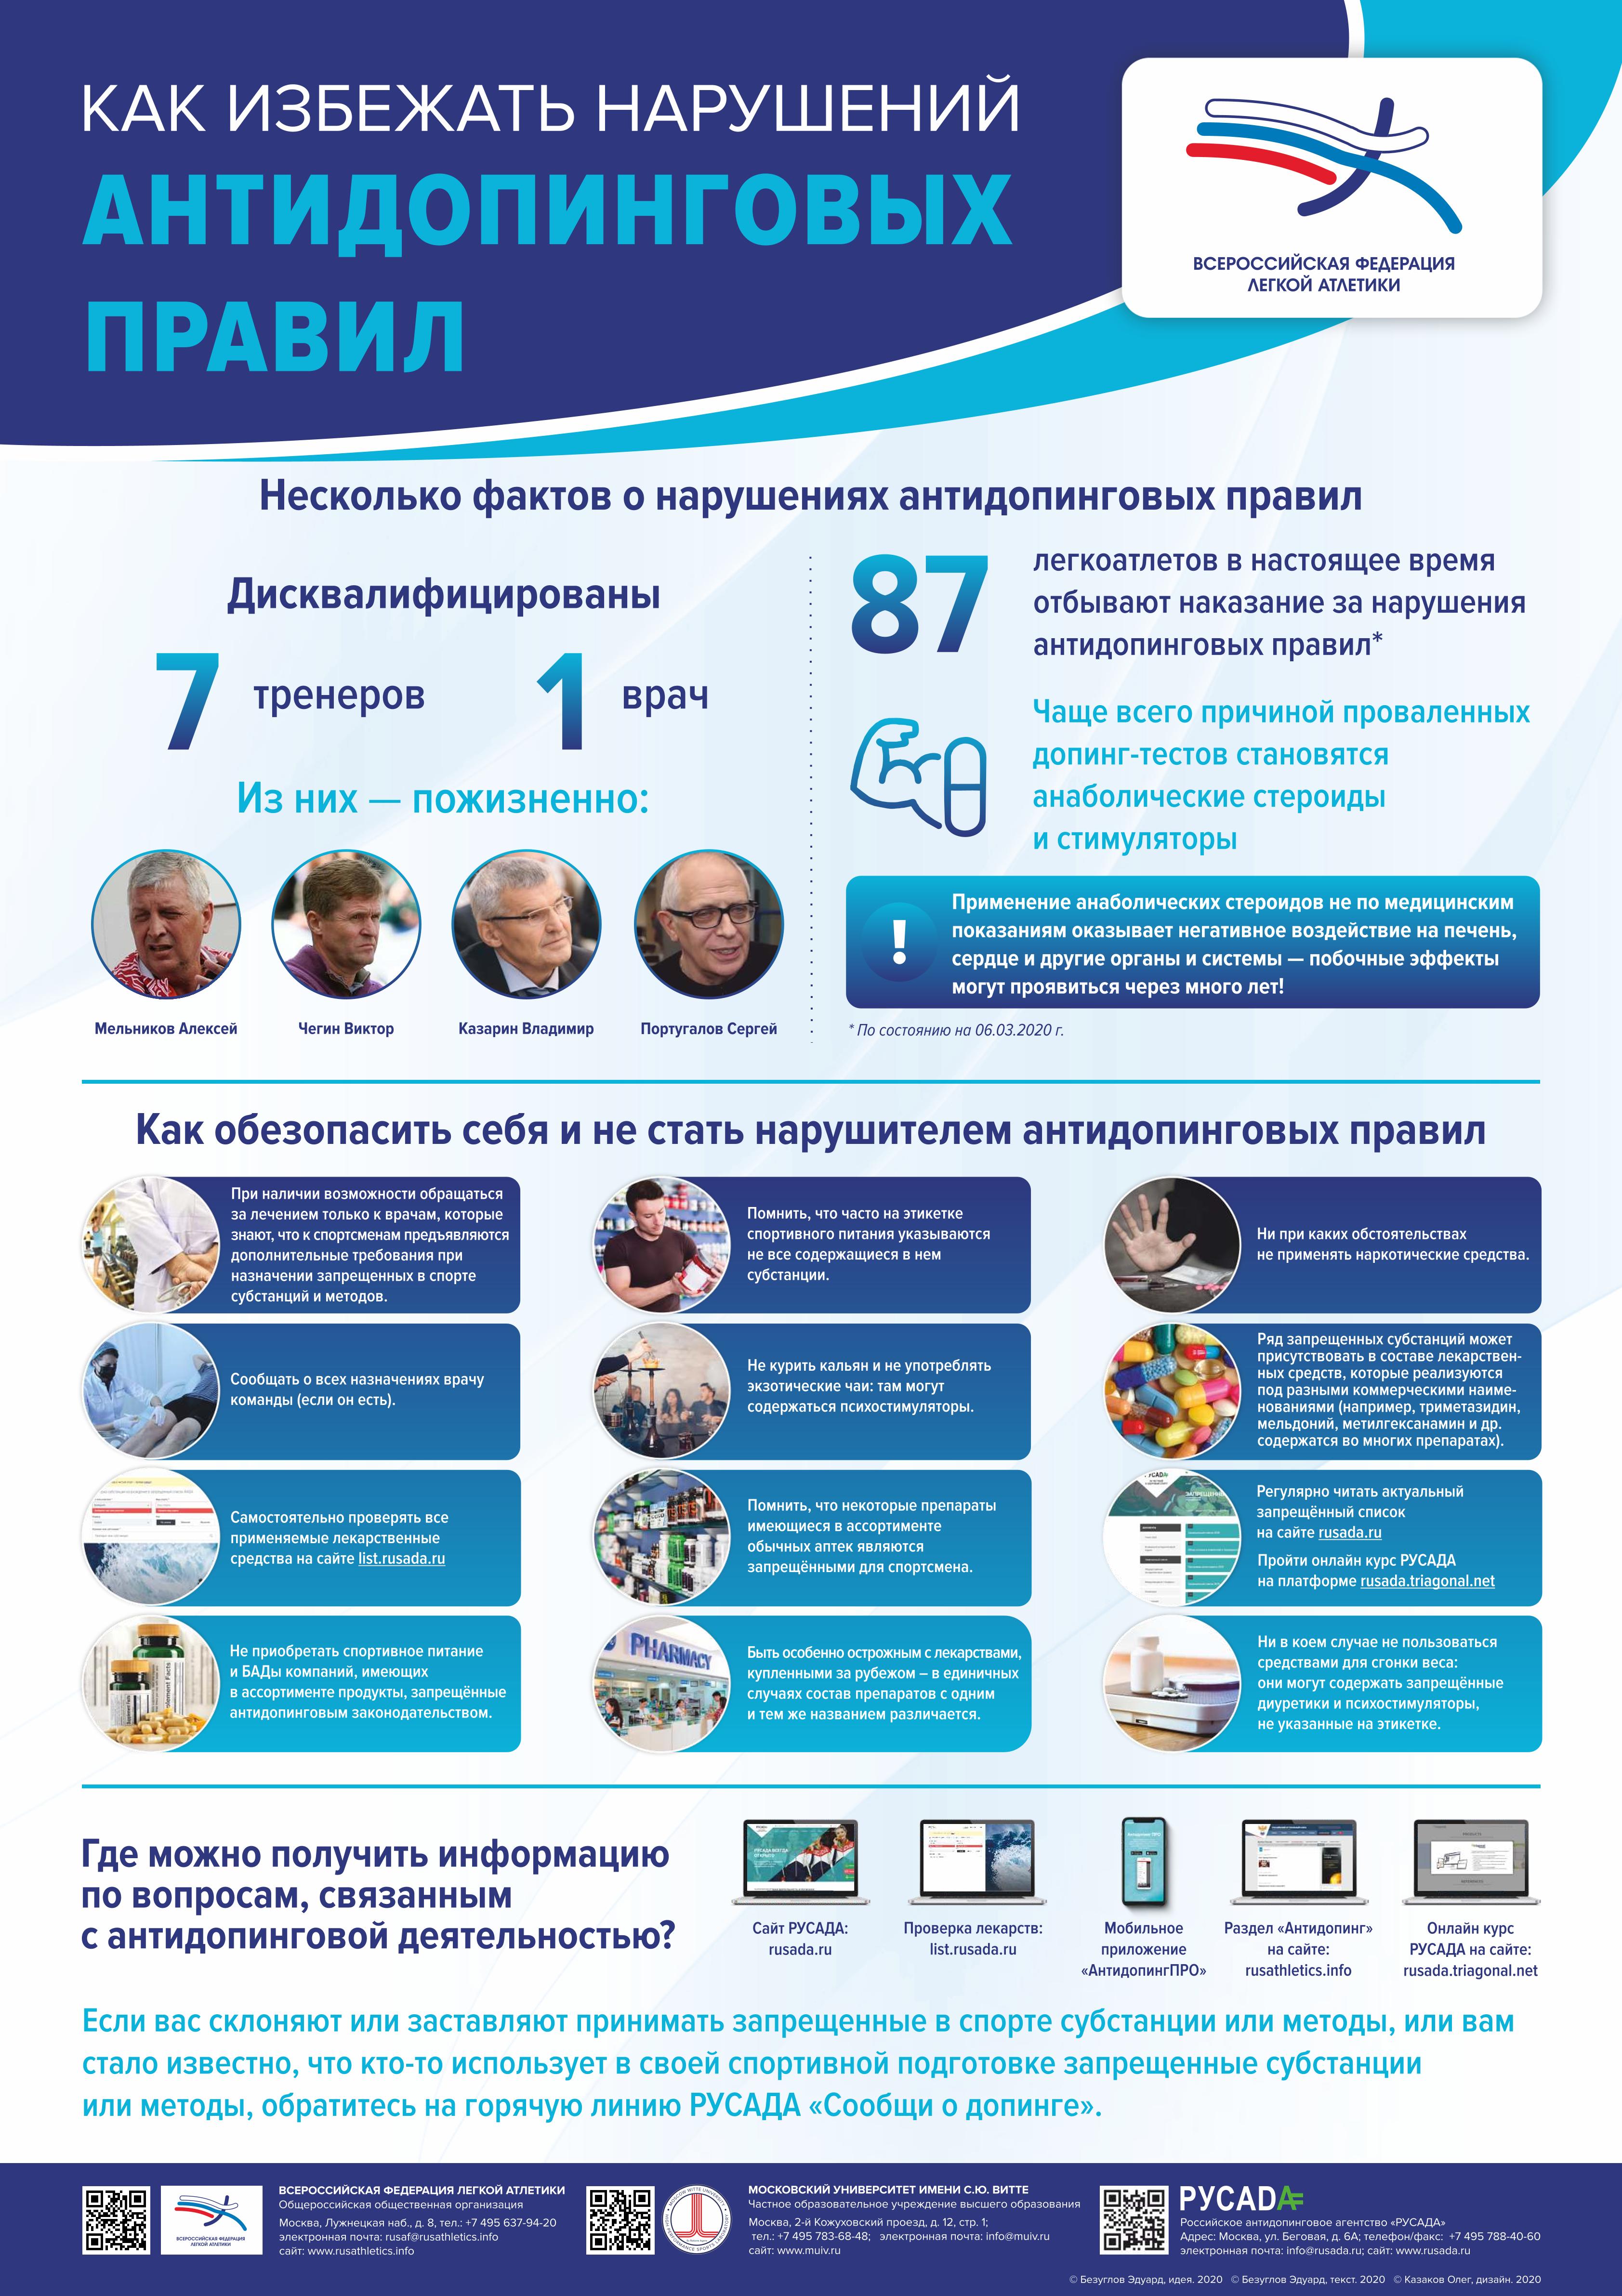 КАК ИЗБЕЖАТЬ НАРУШЕНИЙ
АНТИДОПИНГОВЫХ
ПРАВИЛ
ВСЕРОССИЙСКАЯ ФЕДЕРАЦИЯ
ЛЕГКОЙ АТЛЕТИКИ
Несколько фактов о нарушениях антидопинговых правил
Дисквалифицированы
7 тренеров 1 врач
Из них — пожизненно:
Мельников Алексей
Чегин Виктор
Казарин Владимир
Португалов Сергей
87
легкоатлетов в настоящее время
отбывают наказание за нарушения
антидопинговых правил*
Чаще всего причиной проваленных
допинг-тестов становятся
анаболические стероиды
и стимуляторы
!
Применение анаболических стероидов не по медицинским
показаниям оказывает негативное воздействие на печень,
сердце и другие органы и системы — побочные эффекты
могут проявиться через много лет!
* По состоянию на 06.03.2020 г.
Как обезопасить себя и не стать нарушителем антидопинговых правил
При наличии возможности обращаться
за лечением только к врачам, которые
знают, что к спортсменам предъявляются
дополнительные требования при
назначении запрещенных в спорте
субстанций и методов.
Сообщать о всех назначениях врачу
команды (если он есть).
Самостоятельно проверять все
применяемые лекарственные
средства на сайте list.rusada.ru
Не приобретать спортивное питание
и БАДы компаний, имеющих
в ассортименте продукты, запрещённые
антидопинговым законодательством.
Помнить, что часто на этикетке
спортивного питания указываются
не все содержащиеся в нем
субстанции.
Не курить кальян и не употреблять
экзотические чаи: там могут
содержаться психостимуляторы.
Помнить, что некоторые препараты
имеющиеся в ассортименте
обычных аптек являются
запрещёнными для спортсмена.
PHARMACY
Быть особенно острожным с лекарствами,
купленными за рубежом – в единичных
случаях состав препаратов с одним
и тем же названием различается.
Ни при каких обстоятельствах
не применять наркотические средства.
Ряд запрещенных субстанций может
присутствовать в составе лекарствен-
ных средств, которые реализуются
под разными коммерческими наиме-
нованиями (например, триметазидин,
мельдоний, метилгексанамин и др.
содержатся во многих препаратах).
Регулярно читать актуальный
запрещённый список
на сайте rusada.ru
Пройти онлайн курс РУСАДА
на платформе rusada.triagonal.net
Ни в коем случае не пользоваться
средствами для сгонки веса:
они могут содержать запрещённые
диуретики и психостимуляторы,
не указанные на этикетке.
Где можно получить информацию
по вопросам, связанным
с антидопинговой деятельностью?
Сайт РУСАДА:
rusada.ru
Проверка лекарств:
list.rusada.ru
Мобильное
приложение
«АнтидопингПРО»
Раздел «Антидопинг»
на сайте:
rusathletics.info
Онлайн курс
РУСАДА на сайте:
rusada.triagonal.net
Если вас склоняют или заставляют принимать запрещенные в спорте субстанции или методы, или вам
стало известно, что кто-то использует в своей спортивной подготовке запрещенные субстанции
или методы, обратитесь на горячую линию РУСАДА «Сообщи о допинге».
ВСЕРОССИЙСКАЯ ФЕДЕРАЦИЯ
ЛЕГКОЙ АТЛЕТИКИ
ВСЕРОССИЙСКАЯ ФЕДЕРАЦИЯ ЛЕГКОЙ АТЛЕТИКИ
Общероссийская общественная организация
Москва, Лужнецкая наб., д. 8, тел.: +7 495 637-94-20
электронная почта: rusaf@rusathletics.info
сайт: www.rusathletics.info
МОСКОВСКИЙ УНИВЕРСИТЕТ ИМЕНИ С.Ю. ВИТТЕ
Частное образовательное учреждение высшего образования
Москва, 2-й Кожуховский проезд, д. 12, стр. 1;
тел.: +7 495 783-68-48; электронная почта: info@muiv.ru
сайт: www.muiv.ru
РУСАДА
Российское антидопинговое агентство «РУСАДА»
Адрес: Москва, ул. Беговая, д. 6А; телефон/факс: +7 495 788-40-60
электронная почта: info@rusada.ru; сайт: www.rusada.ru
© Безуглов Эдуард, идея. 2020 © Безуглов Эдуард, текст. 2020 © Казаков Олег, дизайн. 2020